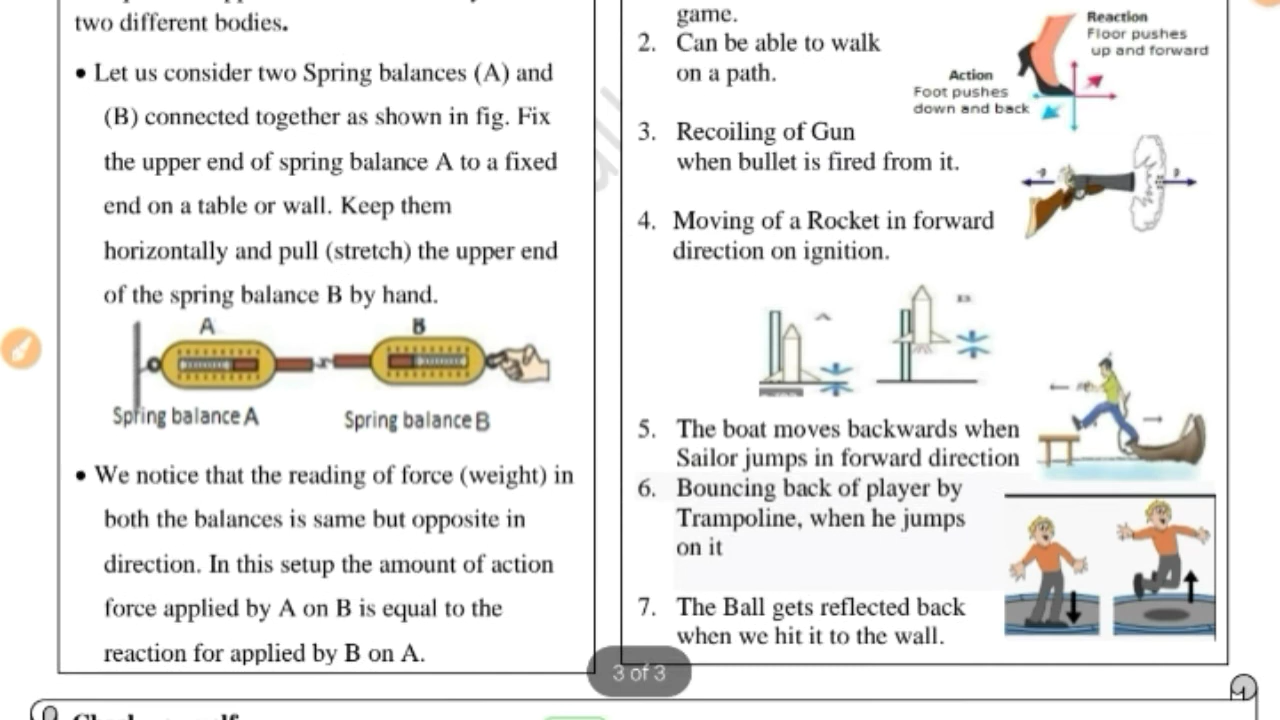 two different bodies.
• Let us consider two Spring balances (A) and
(B) connected together as shown in fig. Fix
the upper end of spring balance A to a fixed
end on a table or wall. Keep them
horizontally and pull (stretch) the upper end
of the spring balance B by hand.
A B
Spring balance A Spring balance B
• We notice that the reading of force (weight) in
both the balances is same but opposite in
direction. In this setup the amount of action
force applied by A on B is equal to the
reaction for applied by B on A.
game.
2. Can be able to walk
on a path.
Reaction
Floor pushes
up and forward
Action
Foot pushes
down and back
3. Recoiling of Gun
when bullet is fired from it.
4. Moving of a Rocket in forward
direction on ignition.
5. The boat moves backwards when
Sailor jumps in forward direction
6. Bouncing back of player by
Trampoline, when he jumps
on it
7. The Ball gets reflected back
when we hit it to the wall.
3 of 3